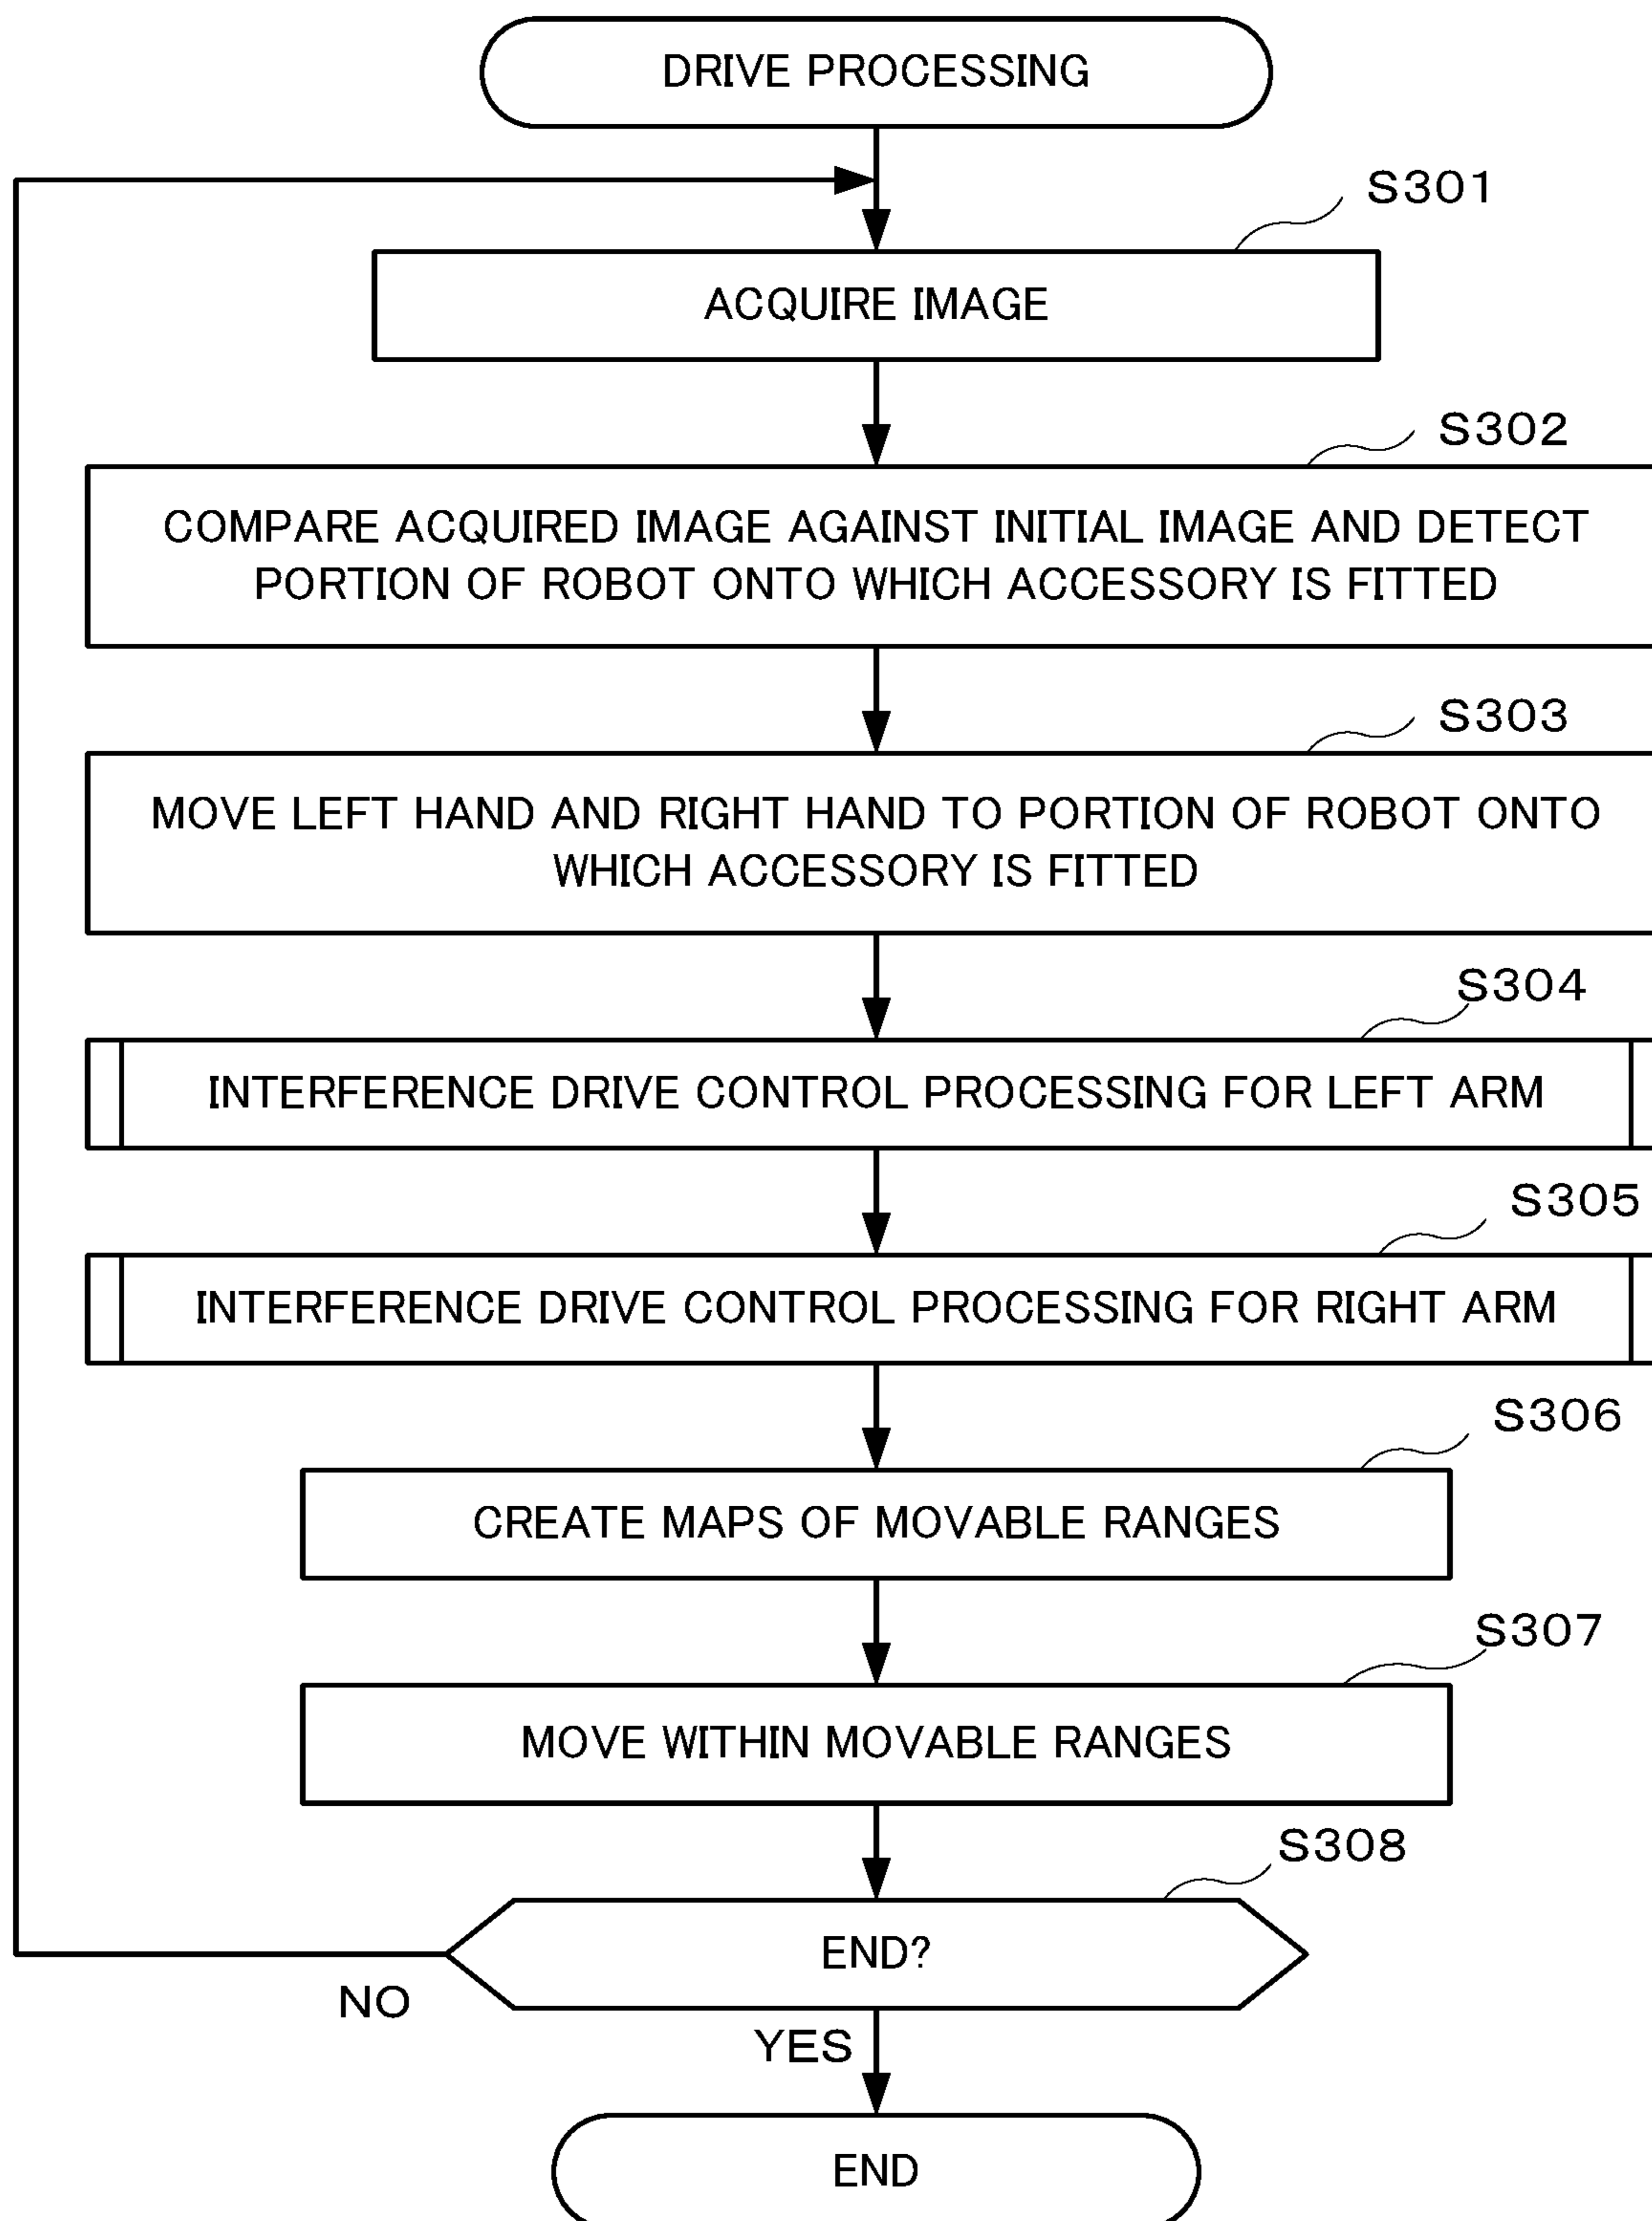 DRIVE PROCESSING
S301
ACQUIRE IMAGE
S302
COMPARE ACQUIRED IMAGE AGAINST INITIAL IMAGE AND DETECT
PORTION OF ROBOT ONTO WHICH ACCESSORY IS FITTED
S303
MOVE LEFT HAND AND RIGHT HAND TO PORTION OF ROBOT ONTO
WHICH ACCESSORY IS FITTED
S304
INTERFERENCE DRIVE CONTROL PROCESSING FOR LEFT ARM
S305
INTERFERENCE DRIVE CONTROL PROCESSING FOR RIGHT ARM
S306
CREATE MAPS OF MOVABLE RANGES
S307
MOVE WITHIN MOVABLE RANGES
S308
END?
NO
YES
END